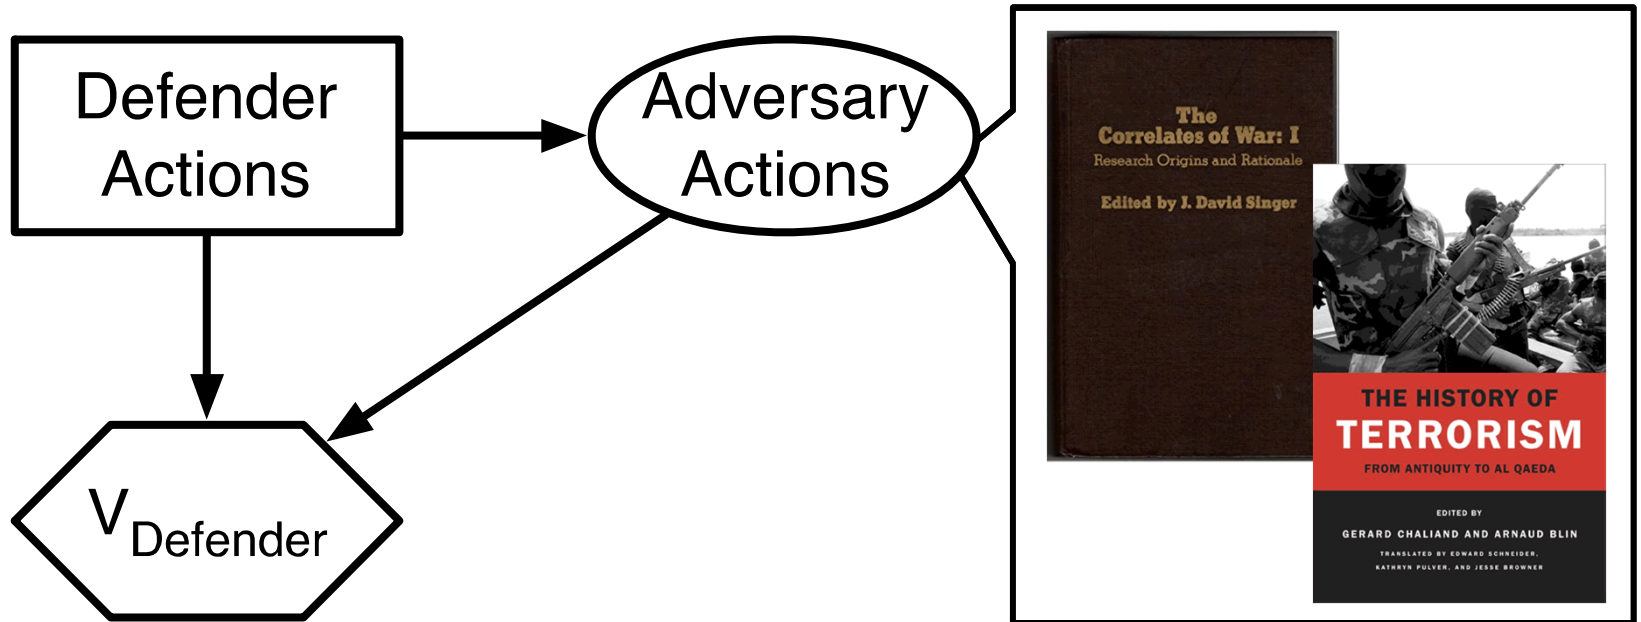 Defender
Actions
Adversary
Actions
V Defender
The
Correlates of War: I
Research Origins and Rationale
Edited by J. David Singer
THE HISTORY OF
TERRORISM
FROM ANTIQUITY TO AL QAEDA
EDITED BY
GERARD CHALIAND AND ARNAUD BLIN
TRANSLATED BY EDWARD SCHNEIDER,
KATHRYN PULVER, AND JESSE BROWNER